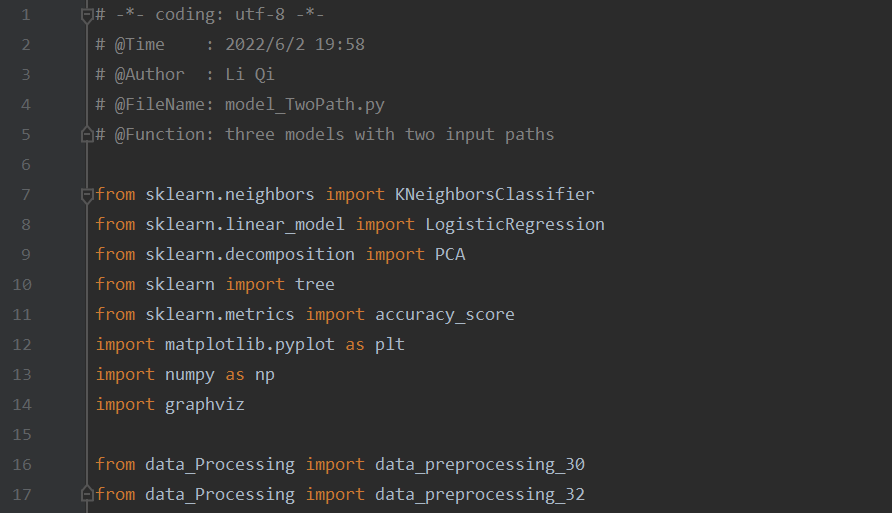 1 # -*- coding: utf-8 -*-
2 # @Time    : 2022/6/2 19:58
3 # @Author  : Li Qi
4 # @FileName: model_TwoPath.py
5 # @Function: three models with two input paths
6
7 from sklearn.neighbors import KNeighborsClassifier
8 from sklearn.linear_model import LogisticRegression
9 from sklearn.decomposition import PCA
10 from sklearn import tree
11 from sklearn.metrics import accuracy_score
12 import matplotlib.pyplot as plt
13 import numpy as np
14 import graphviz
15
16 from data_Processing import data_preprocessing_30
17 from data_Processing import data_preprocessing_32